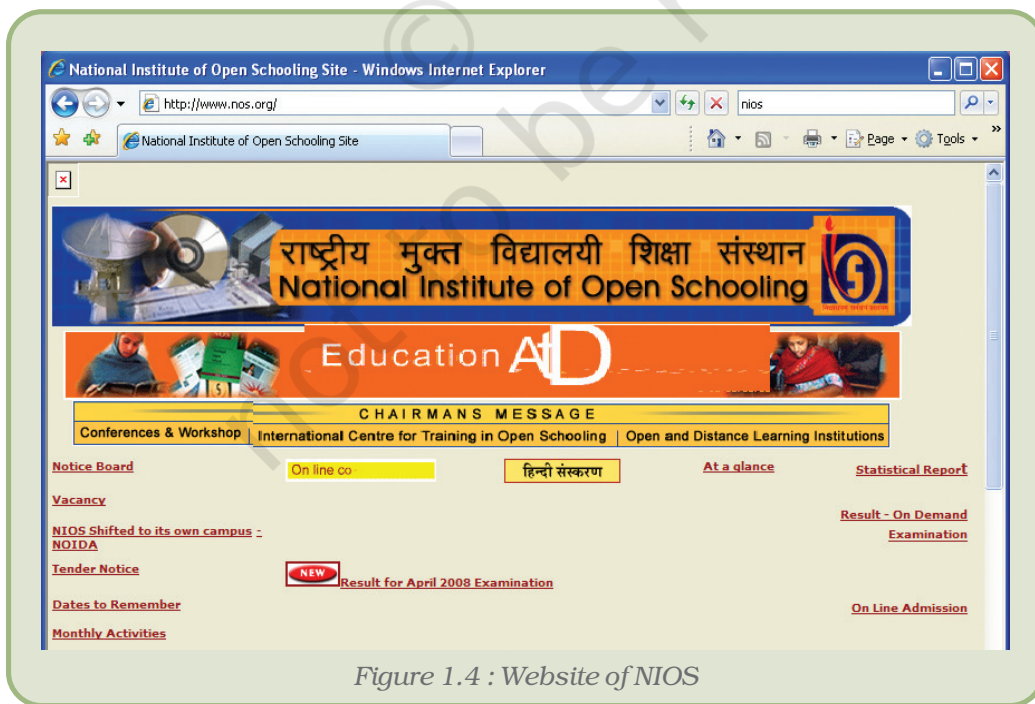 National Institute of Open Schooling Site - Windows Internet Explorer
http://www.nos.org/
nios
National Institute of Open Schooling Site
Page
Tools
राष्ट्रीय मुक्त विद्यालयी शिक्षा संस्थान
National Institute of Open Schooling
Education AtD
CHAIRMANS MESSAGE
Conferences & Workshop | International Centre for Training in Open Schooling | Open and Distance Learning Institutions
Notice Board
On line co
हिन्दी संस्करण
At a glance
Statistical Report
Vacancy
Result - On Demand
Examination
NIOS Shifted to its own campus -
NOIDA
Tender Notice
NEW Result for April 2008 Examination
Dates to Remember
On Line Admission
Monthly Activities
Figure 1.4 : Website of NIOS
not to be r